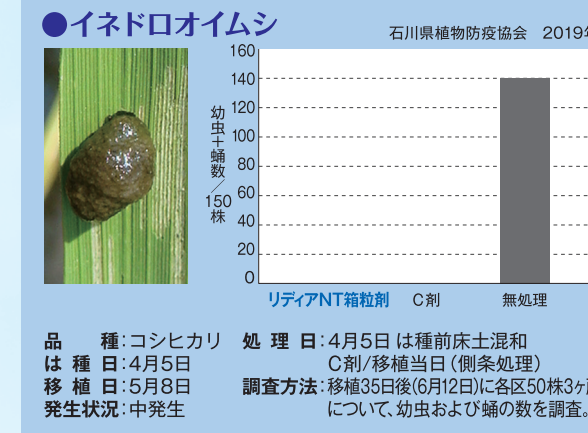 ●イネドロオイムシ
石川県植物防疫協会 2019年
幼虫+蛹数/150株
160
140
120
100
80
60
40
20
0
リディアNT箱粒剤 C剤 無処理
品種:コシヒカリ
は種日:4月5日
移植日:5月8日
発生状況:中発生
処理日:4月5日 は種前床土混和
C剤/移植当日(側条処理)
調査方法:移植35日後(6月12日)に各区50株3ヶ
について、幼虫および蛹の数を調査。